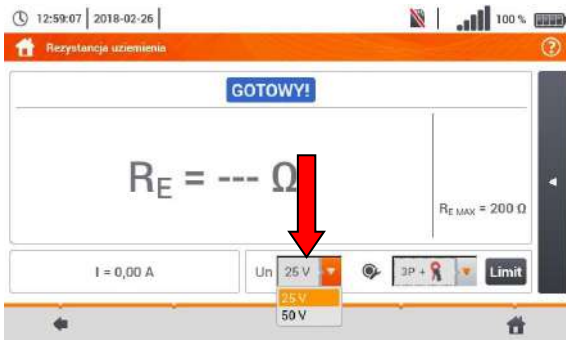 12:59:07 2018-02-26 100 %
Rezystancja uziemienia ?
GOTOWY!
RE = --- Ω
RE MAX = 200 Ω
I = 0,00 A Un 25 V 3P + Limit
25 V
50 V